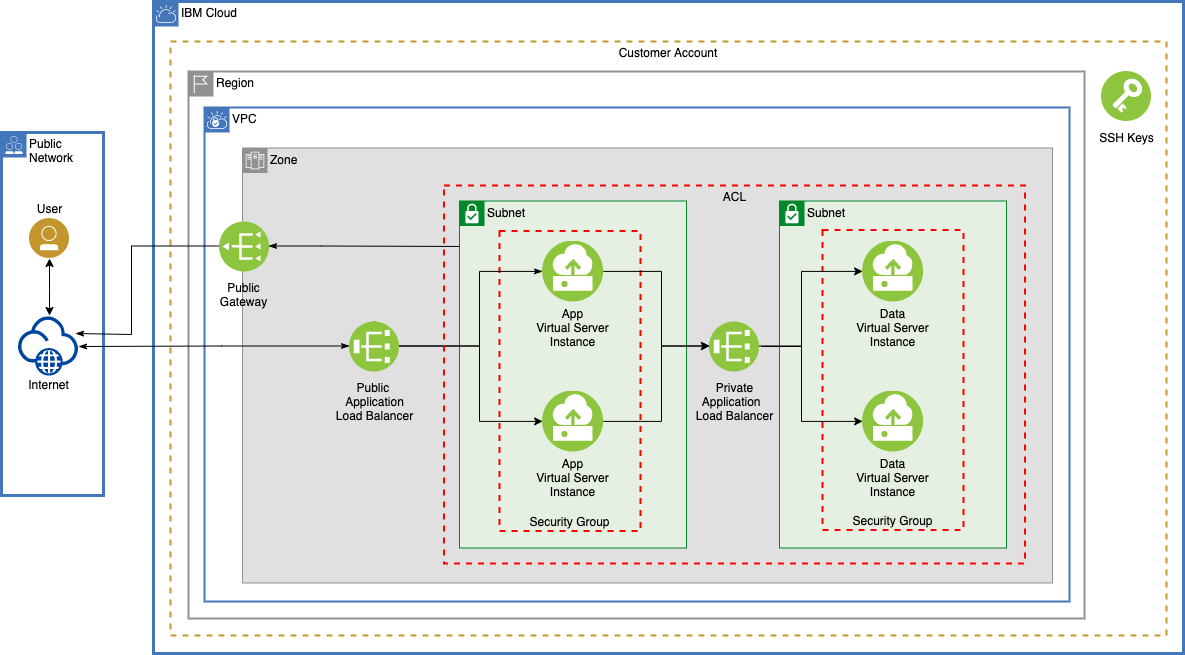 IBM Cloud
Customer Account
Region
SSH Keys
VPC
Public
Network
Zone
ACL
User
Subnet
Subnet
Public
Gateway
App
Virtual Server
Instance
Data
Virtual Server
Instance
Internet
Public
Application
Load Balancer
Private
Application
Load Balancer
App
Virtual Server
Instance
Data
Virtual Server
Instance
Security Group
Security Group